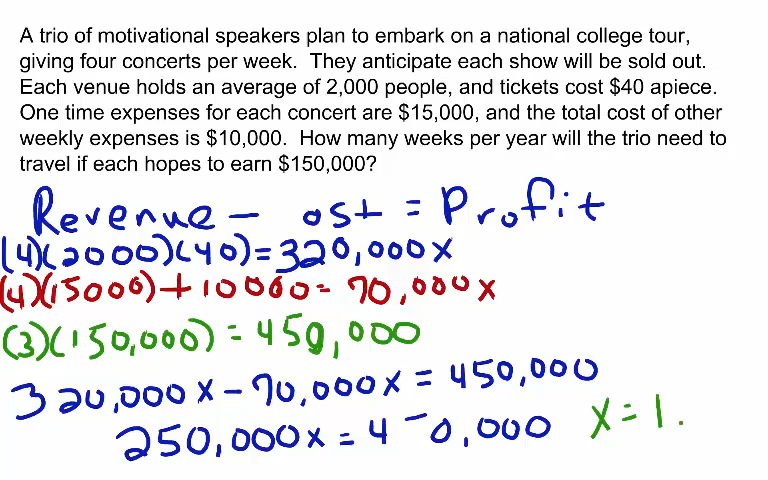 A trio of motivational speakers plan to embark on a national college tour,
giving four concerts per week. They anticipate each show will be sold out.
Each venue holds an average of 2,000 people, and tickets cost $40 apiece.
One time expenses for each concert are $15,000, and the total cost of other
weekly expenses is $10,000. How many weeks per year will the trio need to
travel if each hopes to earn $150,000?
Revenue - ost = Profit
(4)(2000)(40)=320,000x
(4)(15000)+10000=70,000x
(3)(150,000)=450,000
320,000x-70,000x=450,000
250,000x=4 0,000 x=1.